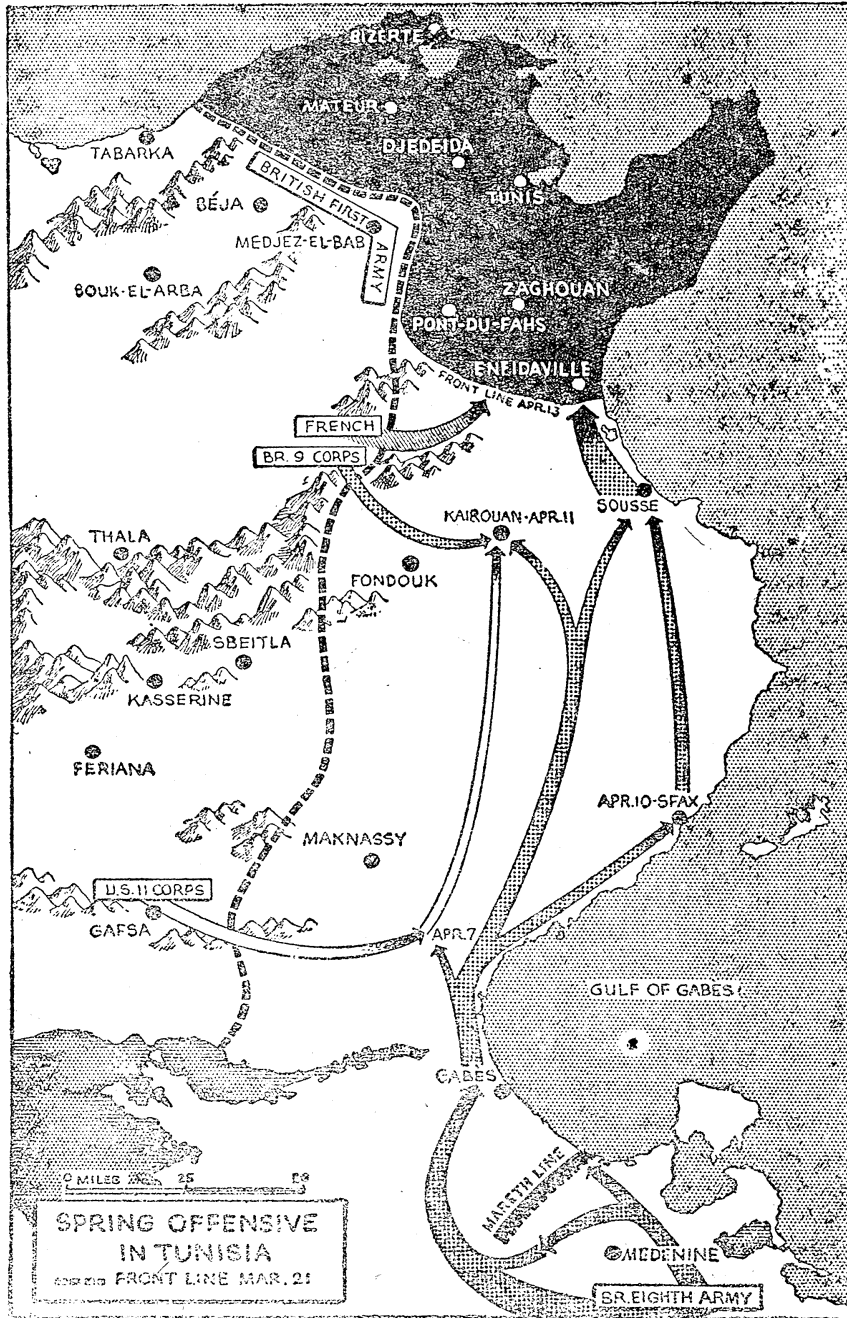 BIZERTE
MATEUR
DJEDEIDA
TABARKA
TUNIS
BRITISH FIRST
ARMY
BÉJA
MEDJEZ-EL-BAB
BOUK-EL-ARBA
ZAGHOUAN
PONT-DU-FAHS
ENFIDAVILLE
FRONT LINE APR.13
FRENCH
BR. 9 CORPS
SOUSSE
KAIROUAN-APR.11
THALA
FONDOUK
SBEITLA
KASSERINE
FERIANA
APR.10-SFAX
MAKNASSY
U.S.11 CORPS
GAFSA
APR.7
GULF OF GABES
GABES
MARETH LINE
0 MILES 25
SPRING OFFENSIVE
IN TUNISIA
FRONT LINE MAR.21
MEDENINE
BR.EIGHTH ARMY